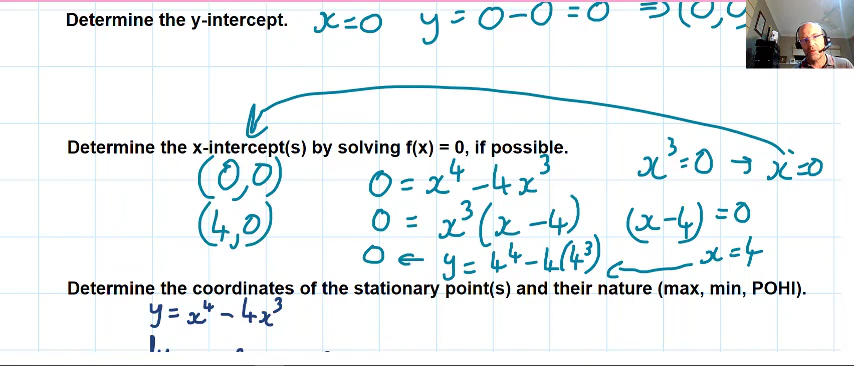 Determine the y-intercept. x=0 y = 0-0 = 0 ⇒ (0,
Determine the x-intercept(s) by solving f(x) = 0, if possible.
(0,0) 0 = x⁴ - 4x³ x³=0 → x=0
(4,0) 0 = x³(x-4) (x-4) = 0
0 ← y = 4⁴ - 4(4³) ← x=4
Determine the coordinates of the stationary point(s) and their nature (max, min, POHI).
y = x⁴ - 4x³